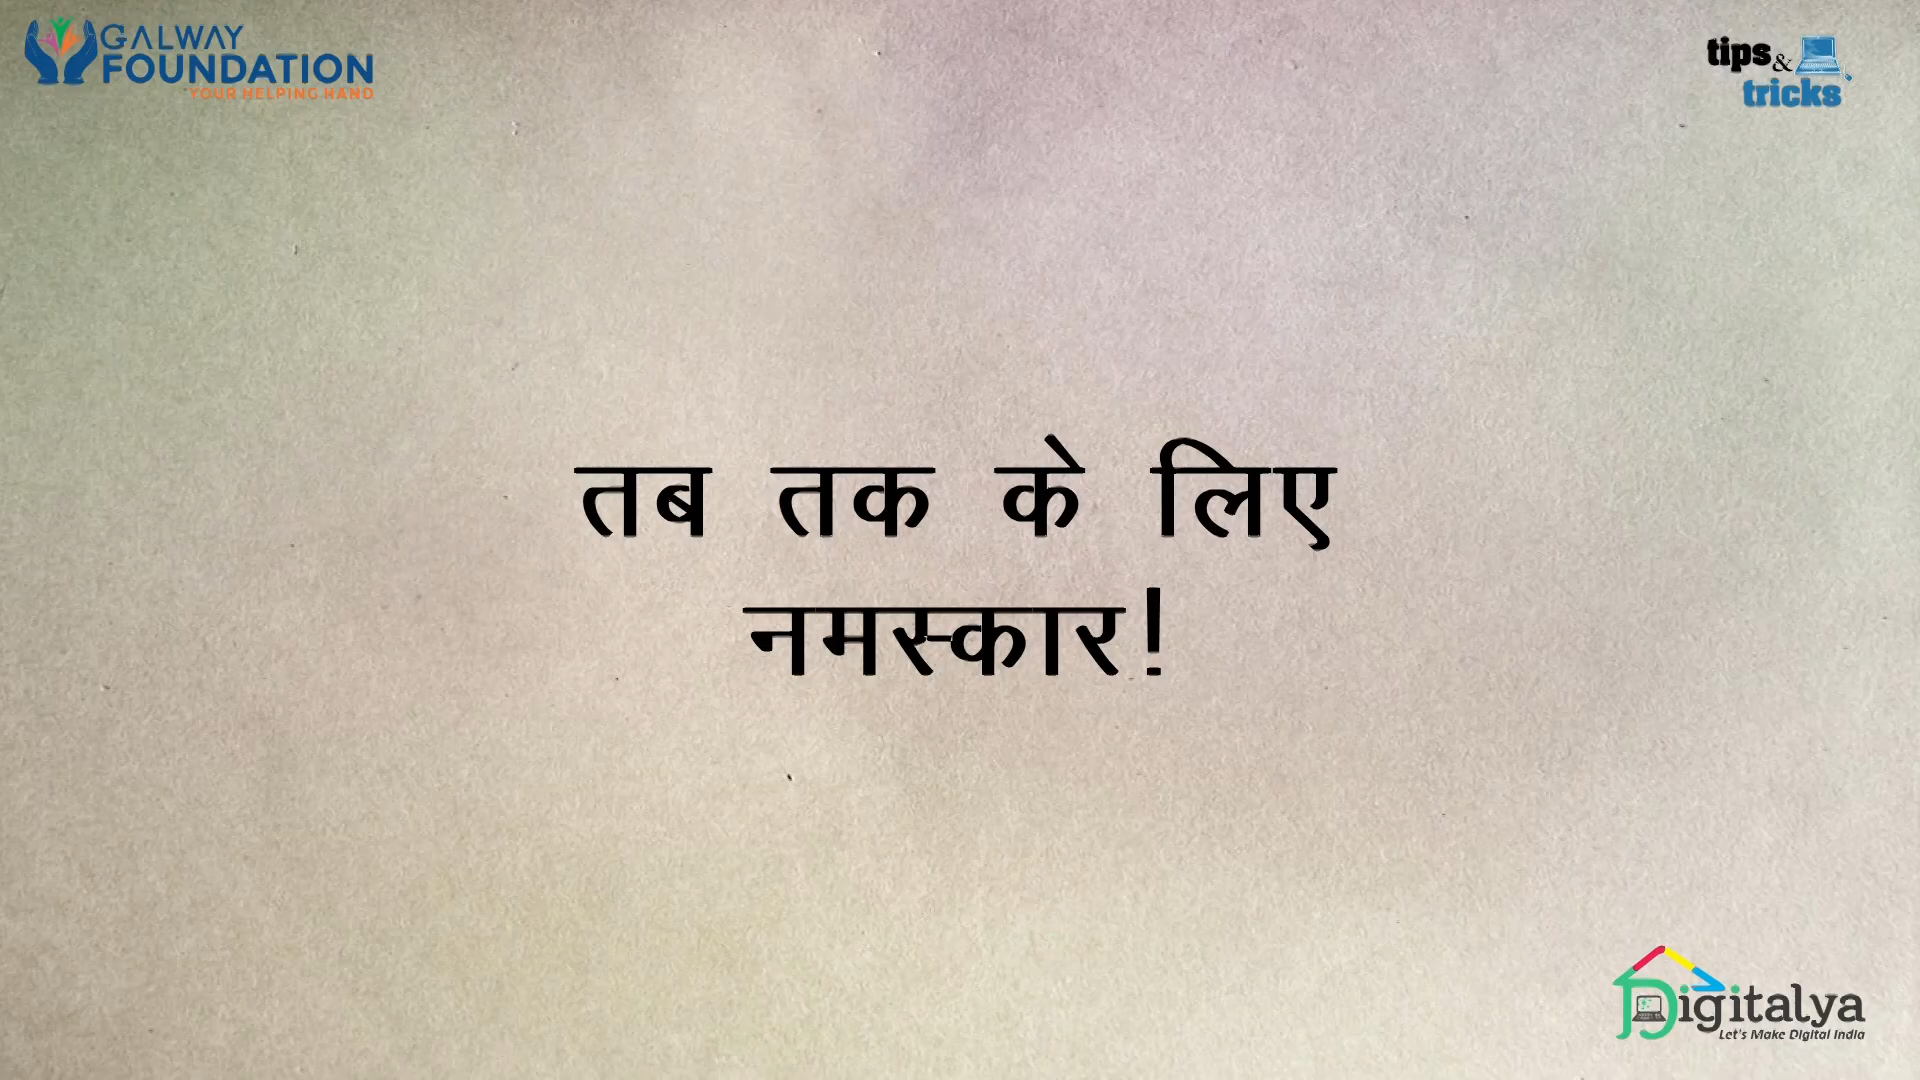 GALWAY
FOUNDATION
YOUR HELPING HAND
tips &
tricks
तब तक के लिए
नमस्कार!
Digitalya
Let's Make Digital India